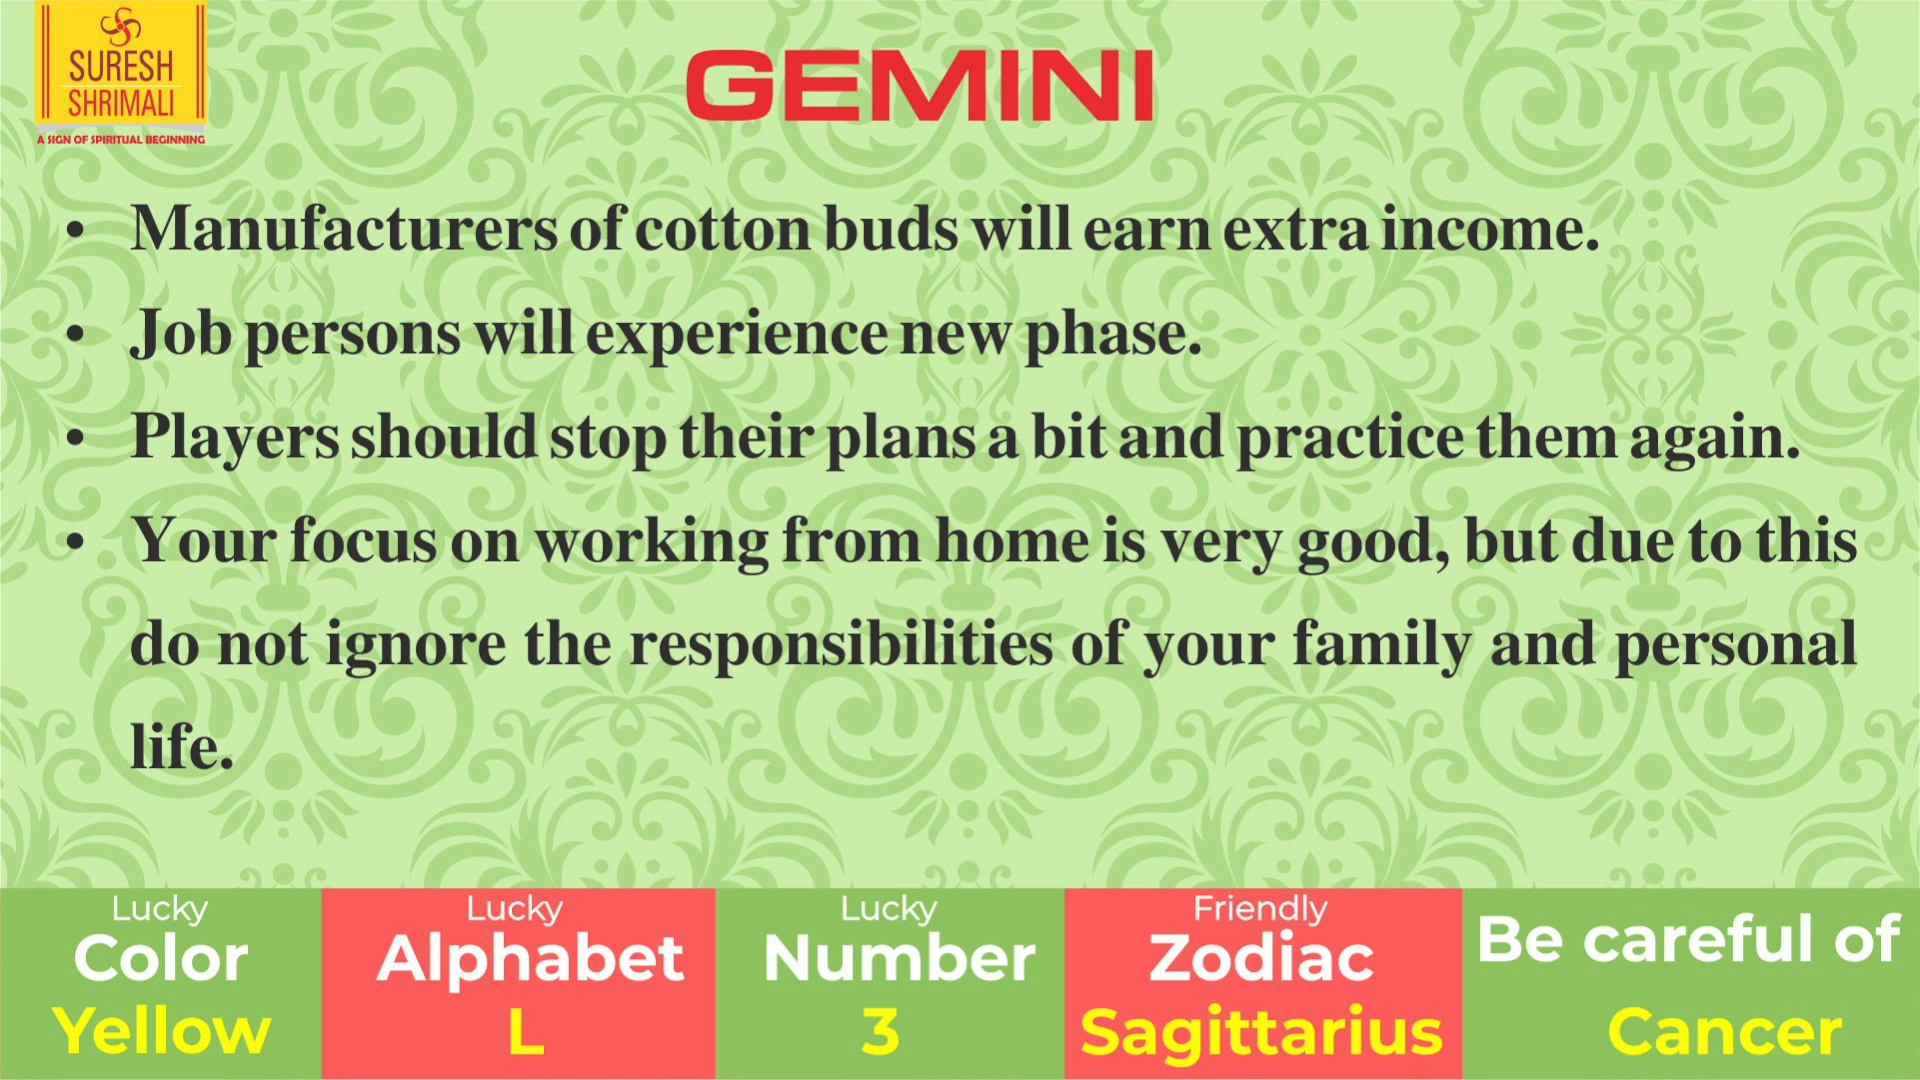 SURESH
SHRIMALI
A SIGN OF SPIRITUAL BEGINNING
GEMINI
• Manufacturers of cotton buds will earn extra income.
• Job persons will experience new phase.
• Players should stop their plans a bit and practice them again.
• Your focus on working from home is very good, but due to this
do not ignore the responsibilities of your family and personal
life.
Lucky
Color
Yellow
Lucky
Alphabet
L
Lucky
Number
3
Friendly
Zodiac
Sagittarius
Be careful of
Cancer